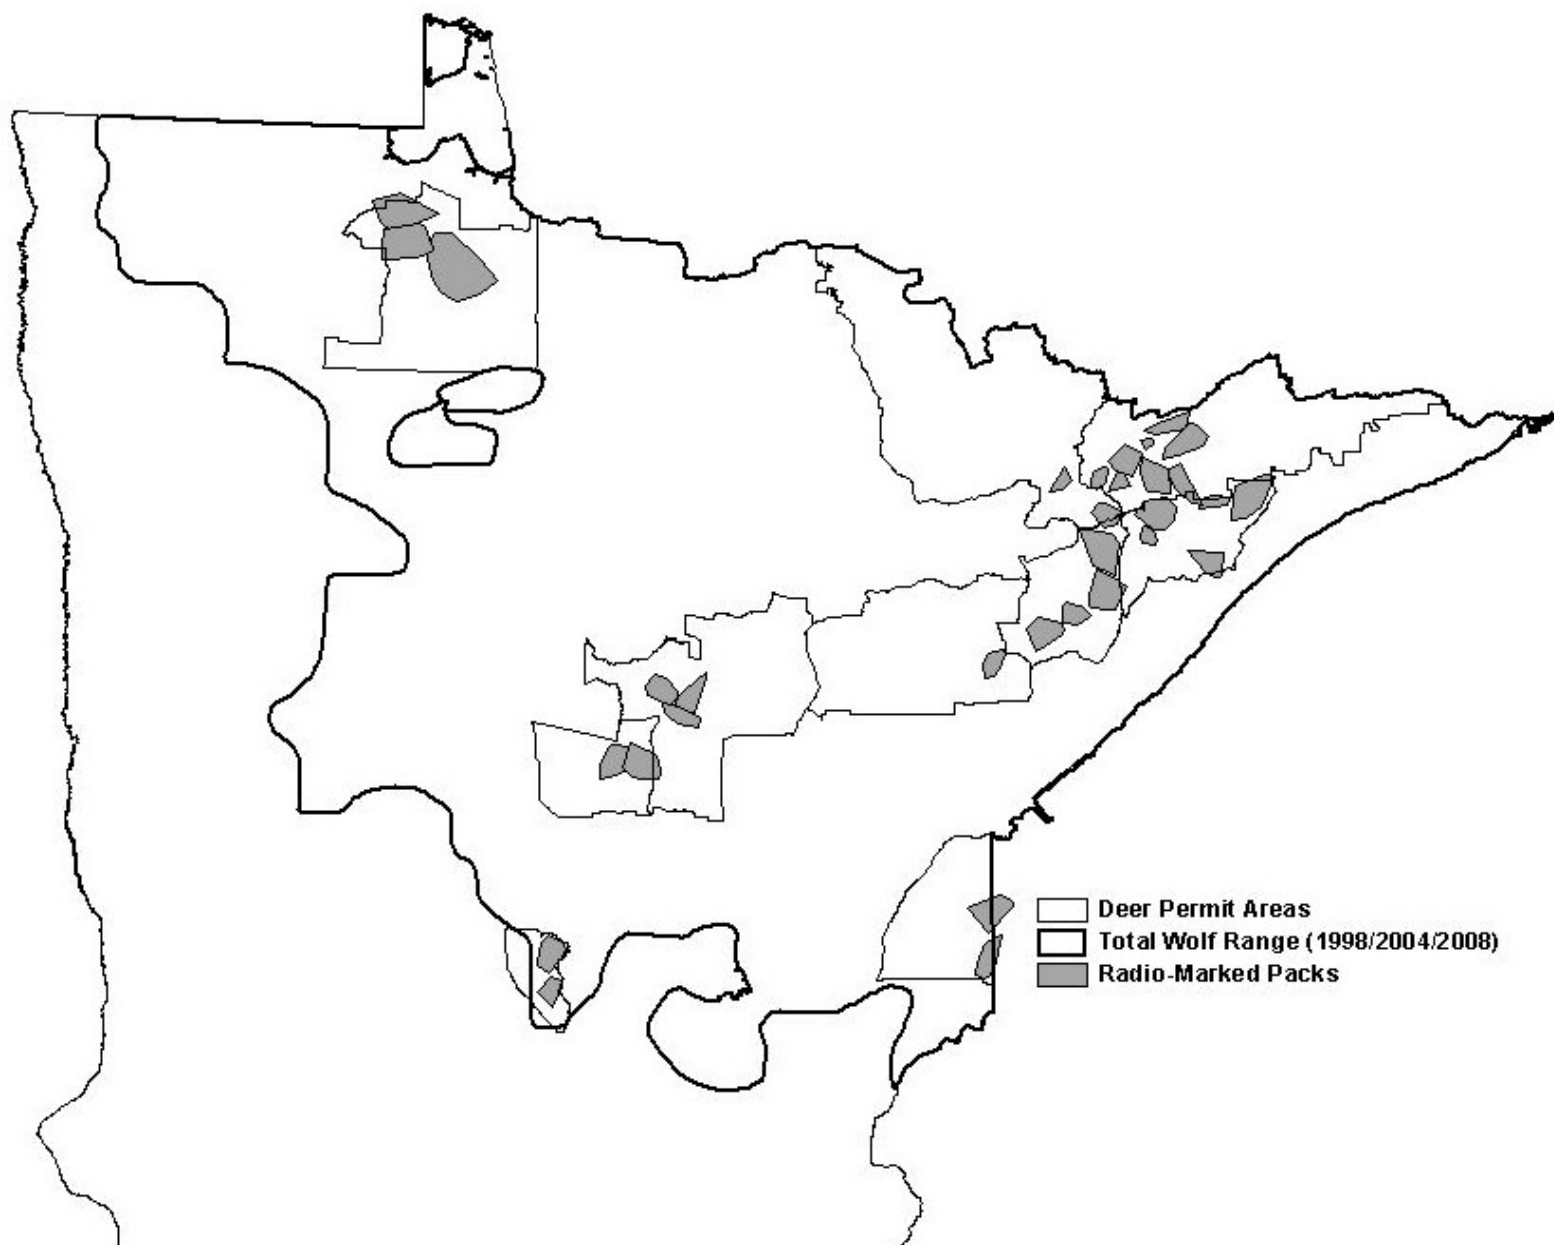 Deer Permit Areas
Total Wolf Range (1998/2004/2008)
Radio-Marked Packs